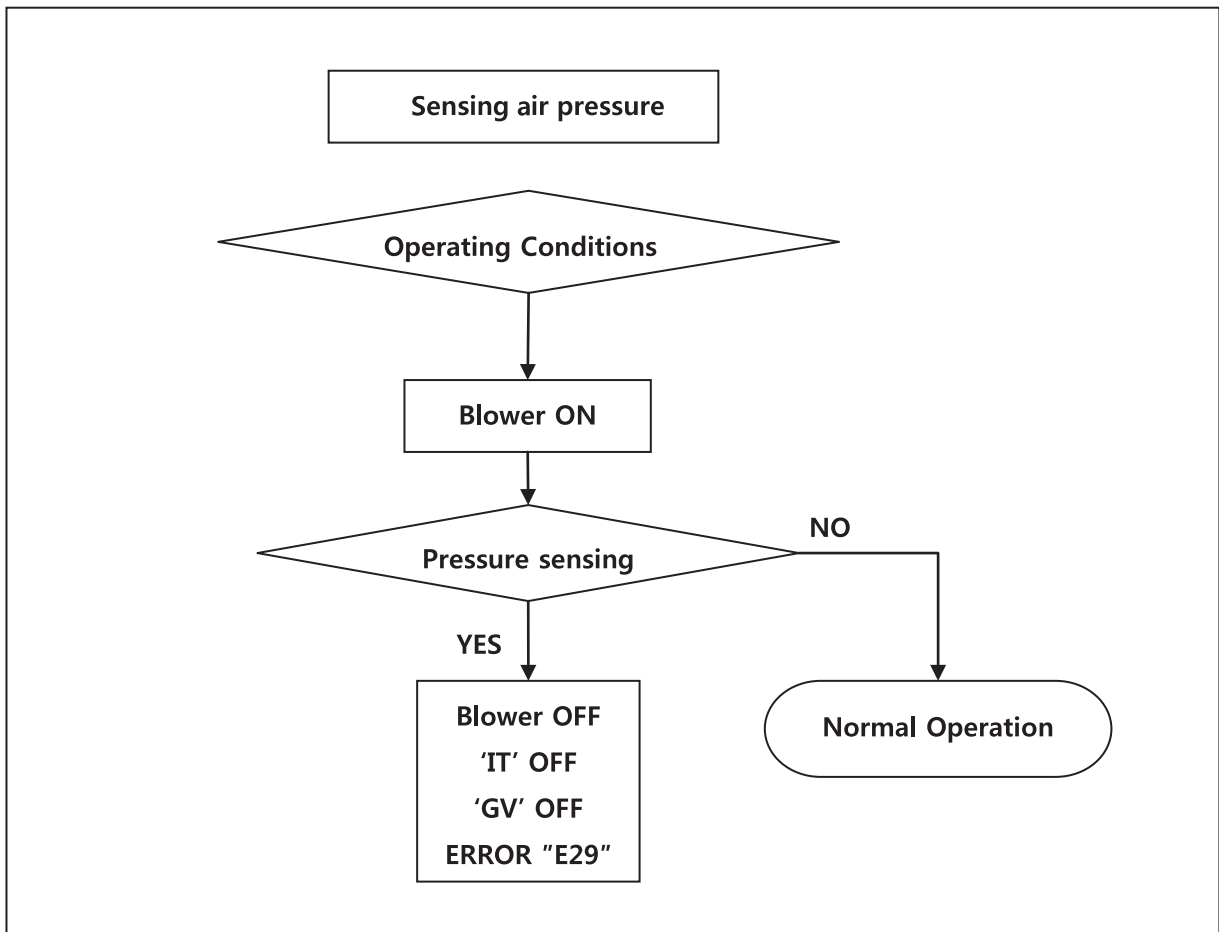 Sensing air pressure
Operating Conditions
Blower ON
Pressure sensing
NO
YES
Blower OFF
‘IT’ OFF
‘GV’ OFF
ERROR ”E29”
Normal Operation